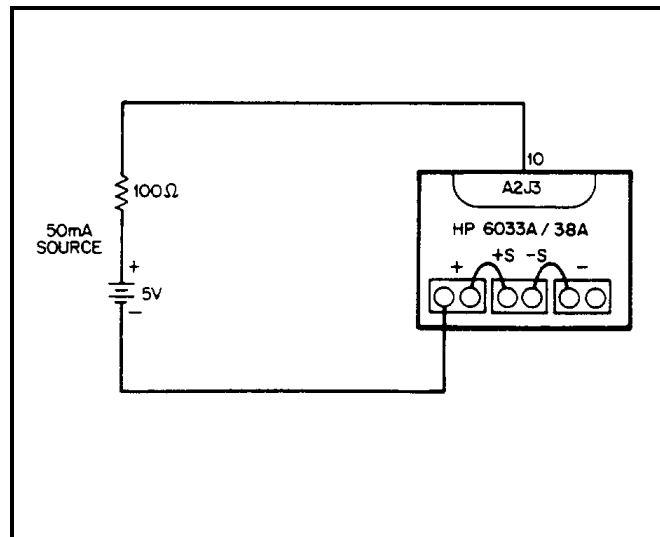 10
A2J3
100Ω
HP 6033A / 38A
50mA
SOURCE
+S -S
+ -
+
5V
-